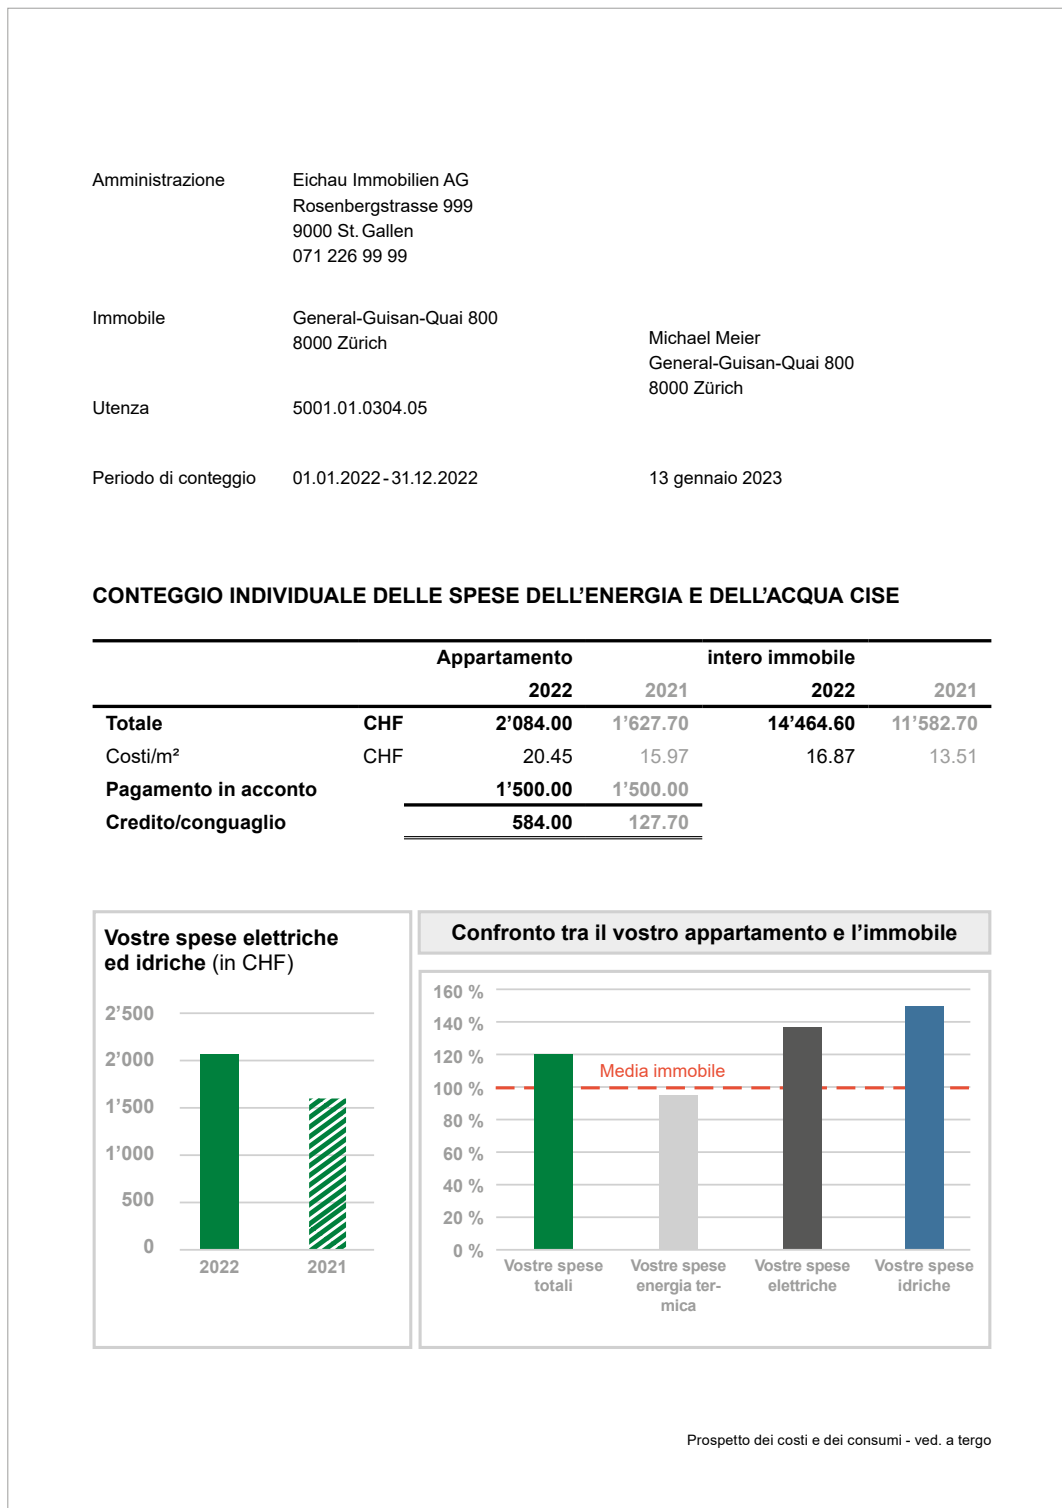 Amministrazione Eichau Immobilien AG
Rosenbergstrasse 999
9000 St. Gallen
071 226 99 99
Immobile General-Guisan-Quai 800
8000 Zürich
Michael Meier
General-Guisan-Quai 800
8000 Zürich
Utenza 5001.01.0304.05
Periodo di conteggio 01.01.2022-31.12.2022 13 gennaio 2023
CONTEGGIO INDIVIDUALE DELLE SPESE DELL’ENERGIA E DELL’ACQUA CISE
Appartamento intero immobile
2022 2021 2022 2021
Totale CHF 2’084.00 1’627.70 14’464.60 11’582.70
Costi/m² CHF 20.45 15.97 16.87 13.51
Pagamento in acconto 1’500.00 1’500.00
Credito/conguaglio 584.00 127.70
Vostre spese elettriche
ed idriche (in CHF)
2’500
2’000
1’500
1’000
500
0
2022 2021
Confronto tra il vostro appartamento e l’immobile
160 %
140 %
120 %
Media immobile
100 %
80 %
60 %
40 %
20 %
0 %
Vostre spese Vostre spese Vostre spese Vostre spese
totali energia ter- elettriche idriche
mica
Prospetto dei costi e dei consumi - ved. a tergo